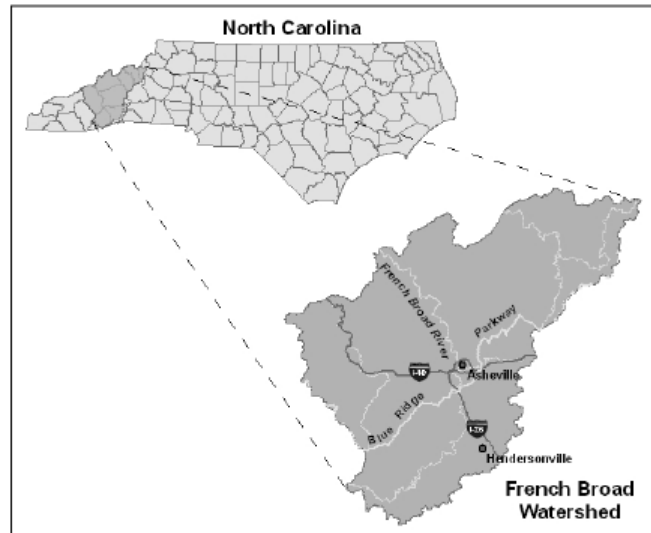 North Carolina
French Broad River
Parkway
I-40
Asheville
Blue Ridge
I-26
Hendersonville
French Broad
Watershed